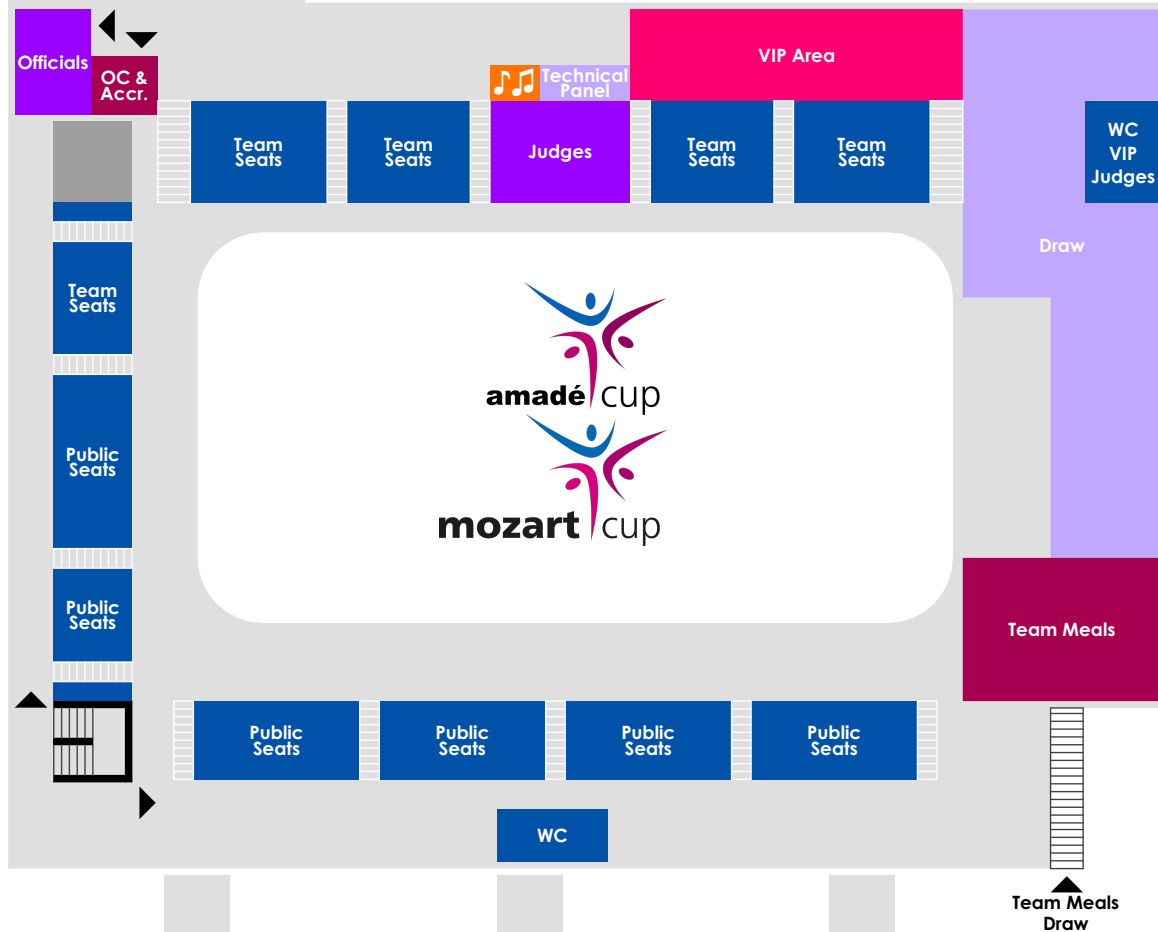 Officials
OC &
Accr.
Technical
Panel
VIP Area
Team
Seats
Team
Seats
Judges
Team
Seats
Team
Seats
WC
VIP
Judges
Draw
Team
Seats
amadé cup
Public
Seats
mozart cup
Public
Seats
Team Meals
Public
Seats
Public
Seats
Public
Seats
Public
Seats
WC
Team Meals
Draw